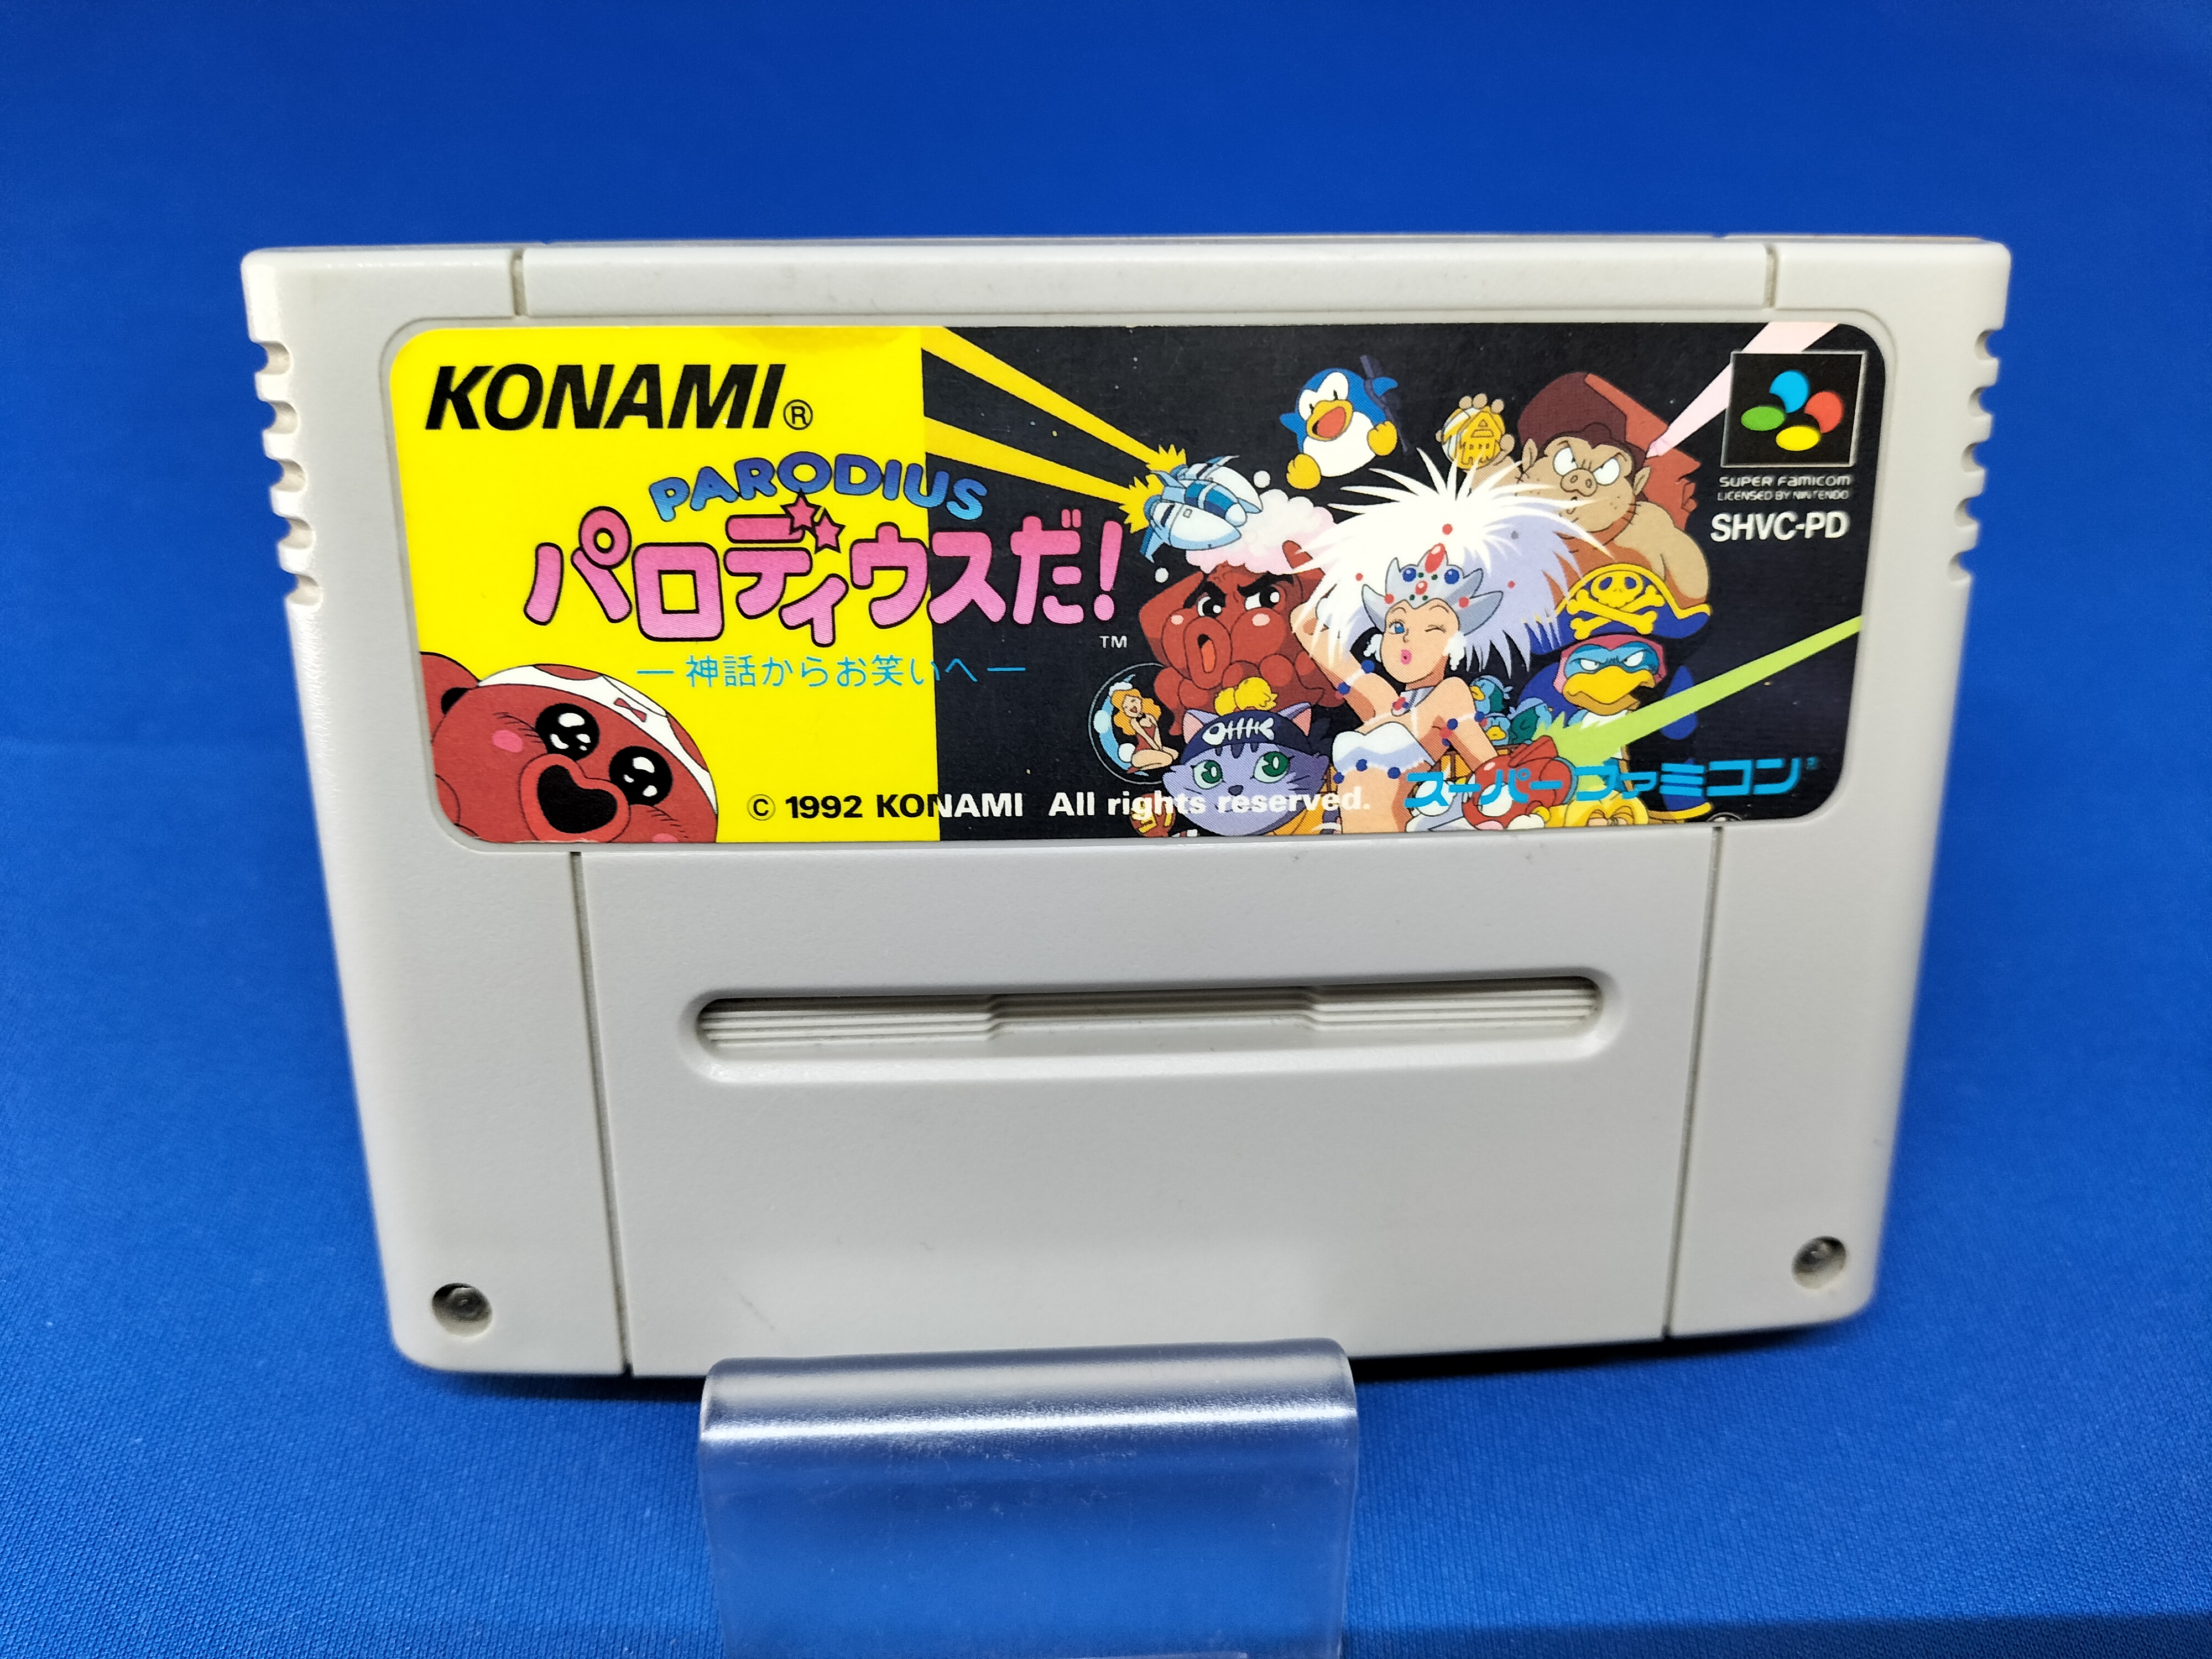 KONAMI®
PARODIUS
パロディウスだ!
TM
—神話からお笑いへ—
© 1992 KONAMI All rights reserved.
SUPER FAMICOM
LICENSED BY NINTENDO
SHVC-PD
スーパーファミコン